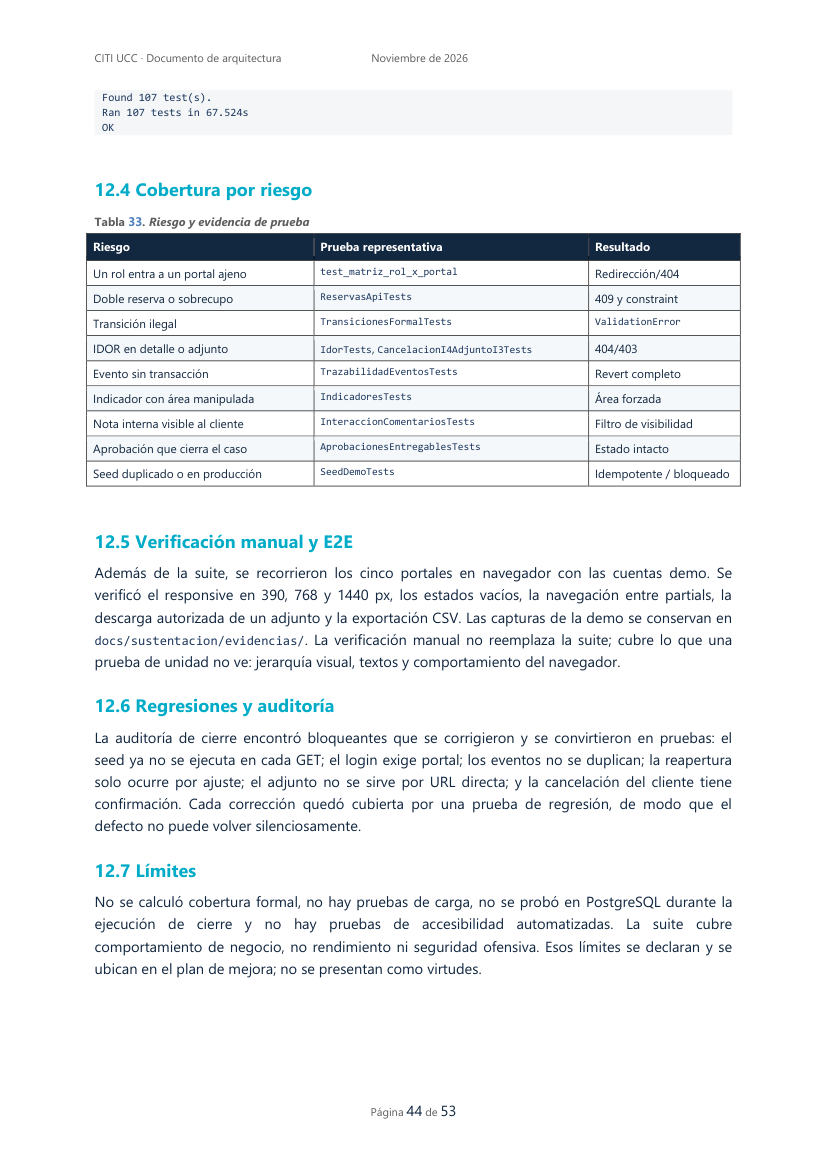 CITI UCC · Documento de arquitectura Noviembre de 2026
Found 107 test(s).
Ran 107 tests in 67.524s
OK
12.4 Cobertura por riesgo
Tabla 33. Riesgo y evidencia de prueba
Riesgo Prueba representativa Resultado
Un rol entra a un portal ajeno test_matriz_rol_x_portal Redirección/404
Doble reserva o sobrecupo ReservasApiTests 409 y constraint
Transición ilegal TransicionesFormalTests ValidationError
IDOR en detalle o adjunto IdorTests, CancelacionI4AdjuntoI3Tests 404/403
Evento sin transacción TrazabilidadEventosTests Revert completo
Indicador con área manipulada IndicadoresTests Área forzada
Nota interna visible al cliente InteraccionComentariosTests Filtro de visibilidad
Aprobación que cierra el caso AprobacionesEntregablesTests Estado intacto
Seed duplicado o en producción SeedDemoTests Idempotente / bloqueado
12.5 Verificación manual y E2E
Además de la suite, se recorrieron los cinco portales en navegador con las cuentas demo. Se
verificó el responsive en 390, 768 y 1440 px, los estados vacíos, la navegación entre partials, la
descarga autorizada de un adjunto y la exportación CSV. Las capturas de la demo se conservan en
docs/sustentacion/evidencias/. La verificación manual no reemplaza la suite; cubre lo que una
prueba de unidad no ve: jerarquía visual, textos y comportamiento del navegador.
12.6 Regresiones y auditoría
La auditoría de cierre encontró bloqueantes que se corrigieron y se convirtieron en pruebas: el
seed ya no se ejecuta en cada GET; el login exige portal; los eventos no se duplican; la reapertura
solo ocurre por ajuste; el adjunto no se sirve por URL directa; y la cancelación del cliente tiene
confirmación. Cada corrección quedó cubierta por una prueba de regresión, de modo que el
defecto no puede volver silenciosamente.
12.7 Límites
No se calculó cobertura formal, no hay pruebas de carga, no se probó en PostgreSQL durante la
ejecución de cierre y no hay pruebas de accesibilidad automatizadas. La suite cubre
comportamiento de negocio, no rendimiento ni seguridad ofensiva. Esos límites se declaran y se
ubican en el plan de mejora; no se presentan como virtudes.
Página 44 de 53